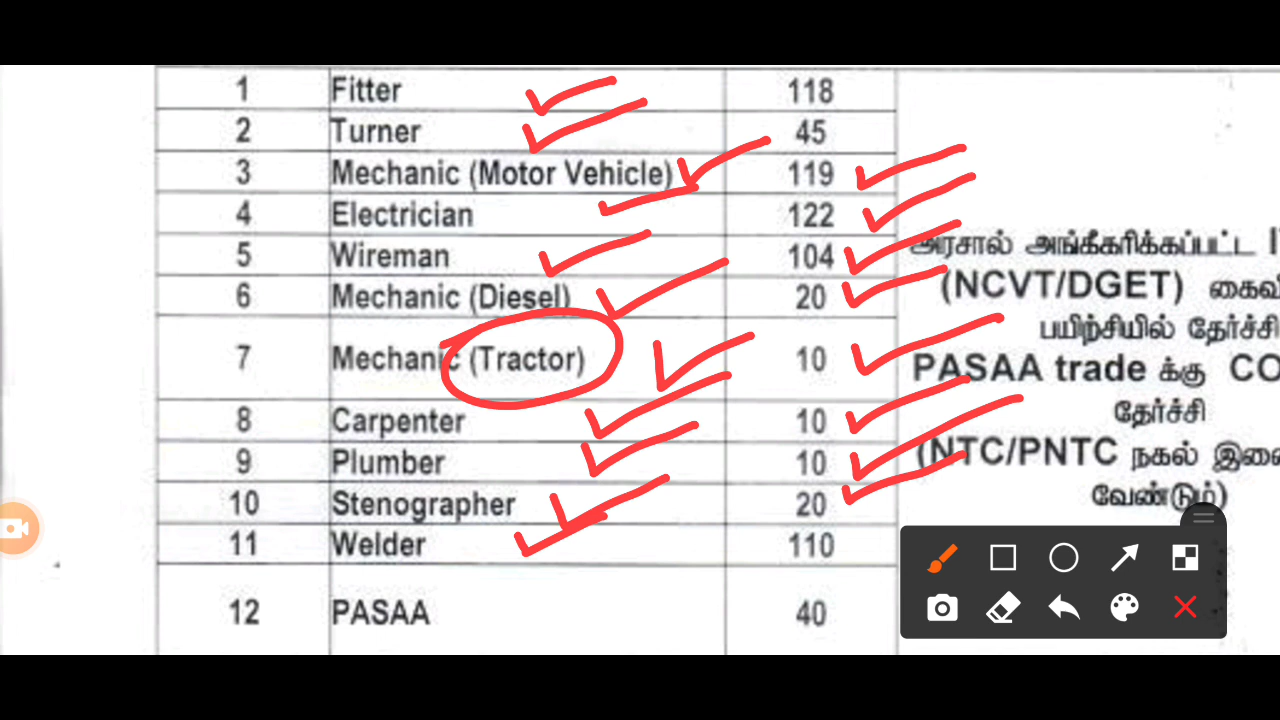 1 Fitter 118
2 Turner 45
3 Mechanic (Motor Vehicle) 119
4 Electrician 122
5 Wireman 104
6 Mechanic (Diesel) 20
7 Mechanic (Tractor) 10
8 Carpenter 10
9 Plumber 10
10 Stenographer 20
11 Welder 110
12 PASAA 40
அரசால் அங்கீகரிக்கப்பட்ட
(NCVT/DGET)
பயிற்சியில் தேர்ச்சி
PASAA trade க்கு CO
தேர்ச்சி
(NTC/PNTC நகல்
வேண்டும்)